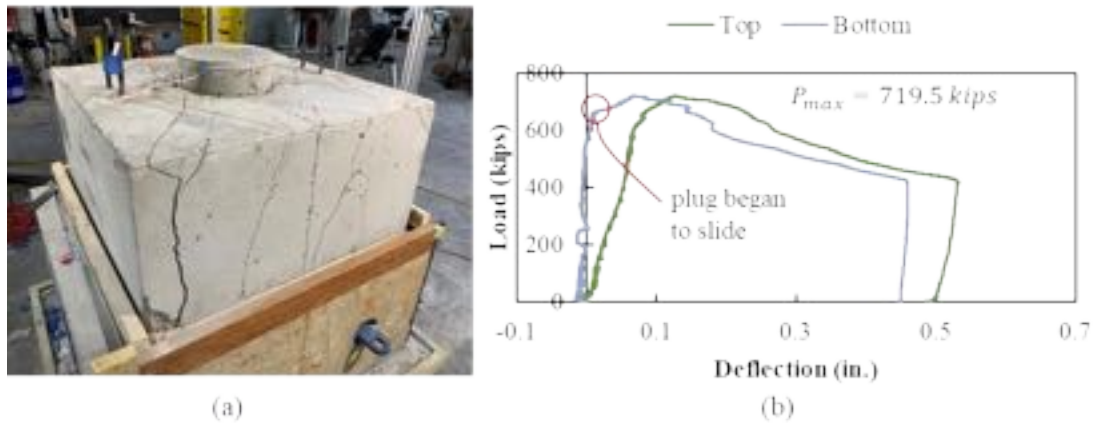 Top Bottom
800
600
400
200
0
Load (kips)
P_max = 719.5 kips
plug began
to slide
-0.1 0.1 0.3 0.5 0.7
Deflection (in.)
(a) (b)